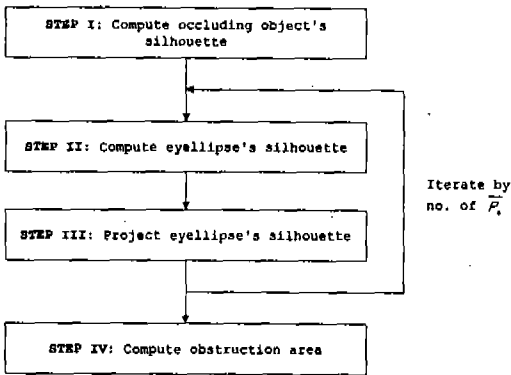 STEP I: Compute occluding object's
silhouette
STEP II: Compute eyellipse's silhouette
Iterate by
no. of
STEP III: Project eyellipse's silhouette
STEP IV: Compute obstruction area